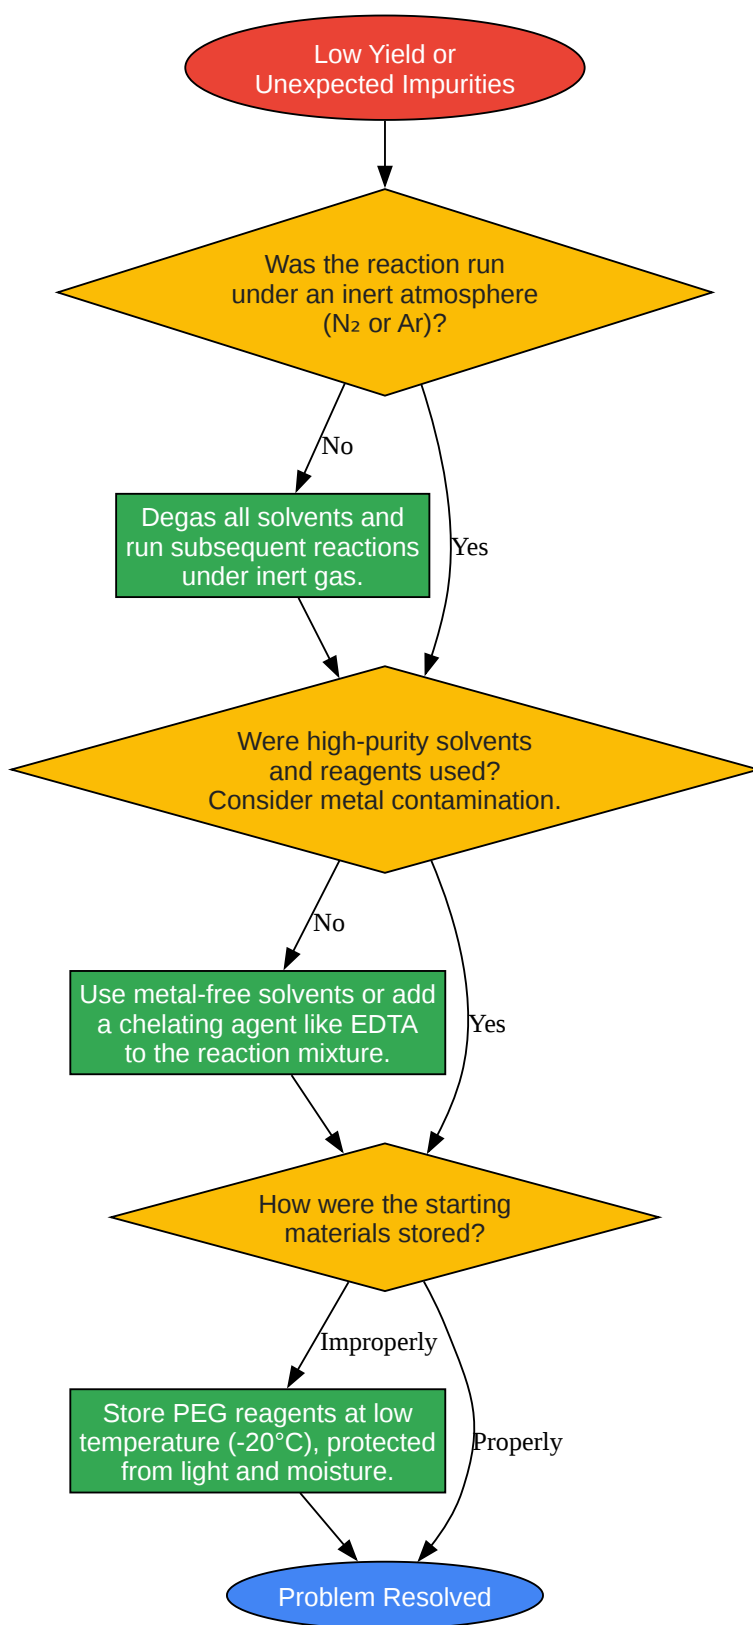 Low Yield or
Unexpected Impurities
Was the reaction run
under an inert atmosphere
(N₂ or Ar)?
No
Degas all solvents and
run subsequent reactions
under inert gas.
Yes
Were high-purity solvents
and reagents used?
Consider metal contamination.
No
Use metal-free solvents or add
a chelating agent like EDTA
to the reaction mixture.
Yes
How were the starting
materials stored?
Improperly
Store PEG reagents at low
temperature (-20°C), protected
from light and moisture.
Properly
Problem Resolved